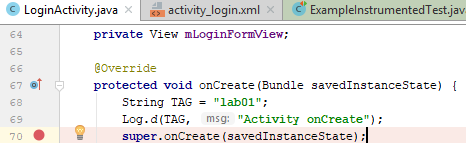 LoginActivity.java × activity_login.xml × ExampleInstrumentedTest.java
64 private View mLoginFormView;
65
66 @Override
67 protected void onCreate(Bundle savedInstanceState) {
68 String TAG = "lab01";
69 Log.d(TAG, msg: "Activity onCreate");
70 super.onCreate(savedInstanceState);